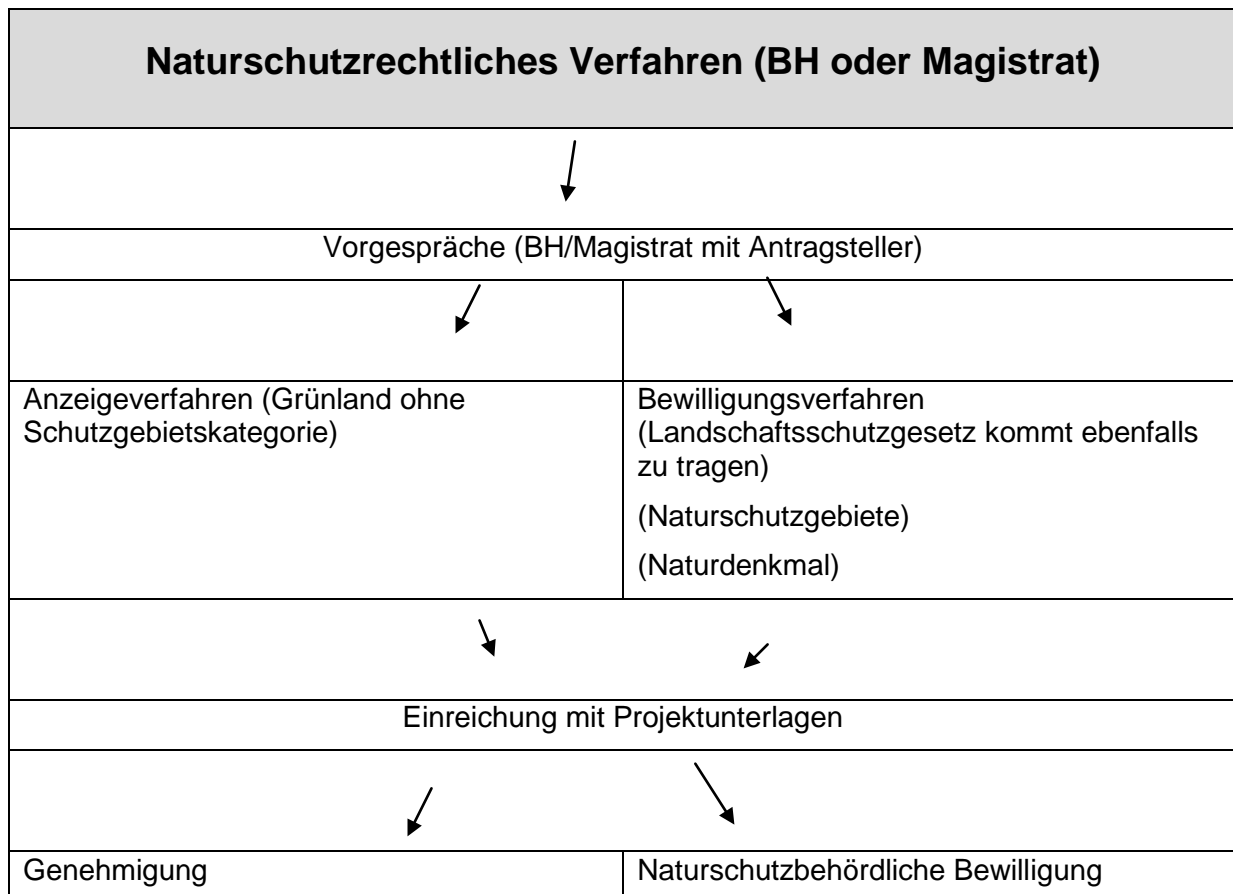 Naturschutzrechtliches Verfahren (BH oder Magistrat)
Vorgespräche (BH/Magistrat mit Antragsteller)
Anzeigeverfahren (Grünland ohne
Schutzgebietskategorie)
Bewilligungsverfahren
(Landschaftsschutzgesetz kommt ebenfalls
zu tragen)
(Naturschutzgebiete)
(Naturdenkmal)
Einreichung mit Projektunterlagen
Genehmigung
Naturschutzbehördliche Bewilligung